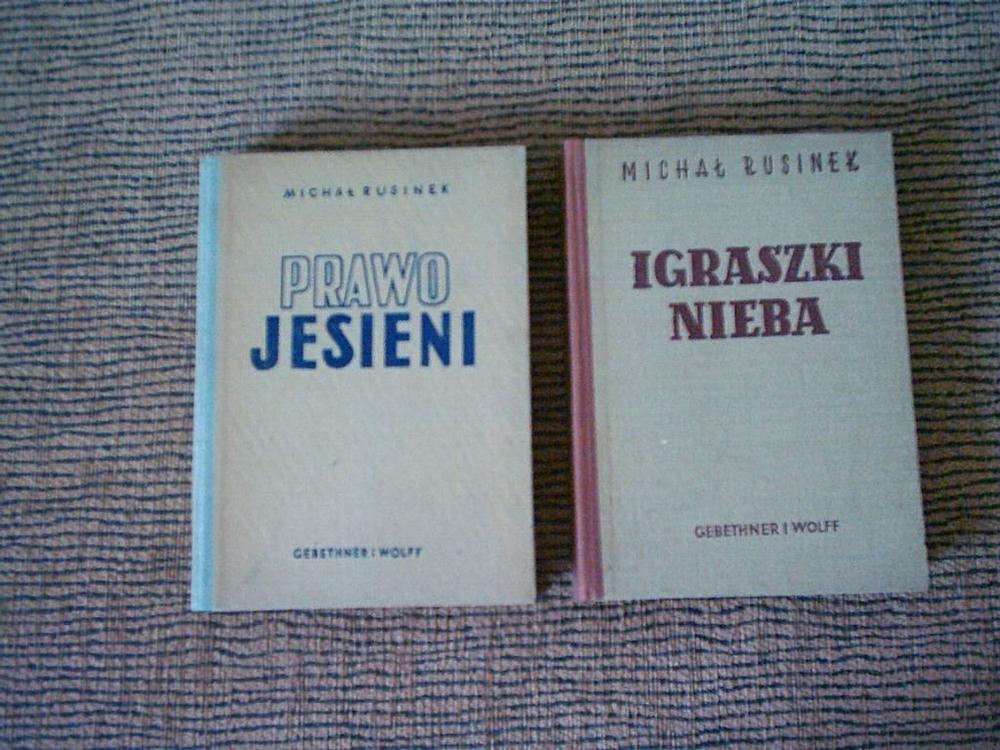 MICHAŁ RUSINEK
PRAWO
JESIENI
GEBETHNER I WOLFF
MICHAŁ RUSINEK
IGRASZKI
NIEBA
GEBETHNER I WOLFF